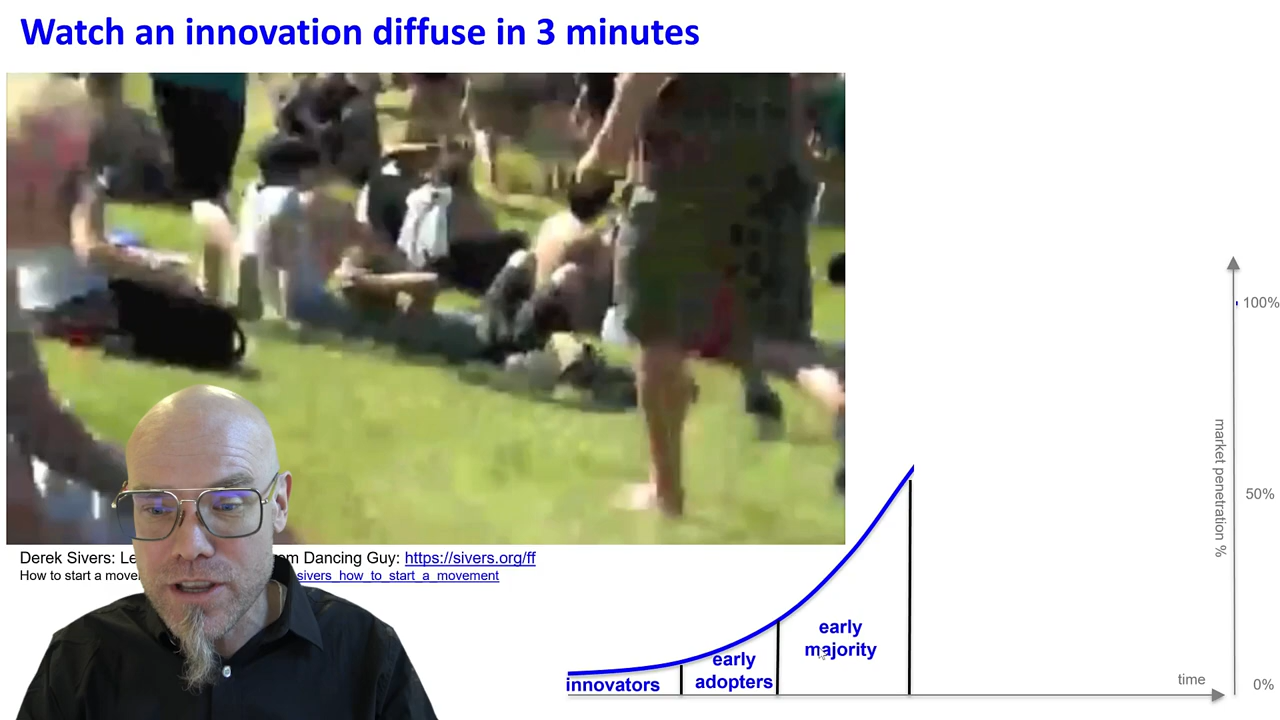 Watch an innovation diffuse in 3 minutes
Derek Sivers: Le
om Dancing Guy: https://sivers.org/ff
How to start a move
sivers_how_to_start_a_movement
100%
market penetration %
50%
early
majority
early
adopters
innovators
time
0%